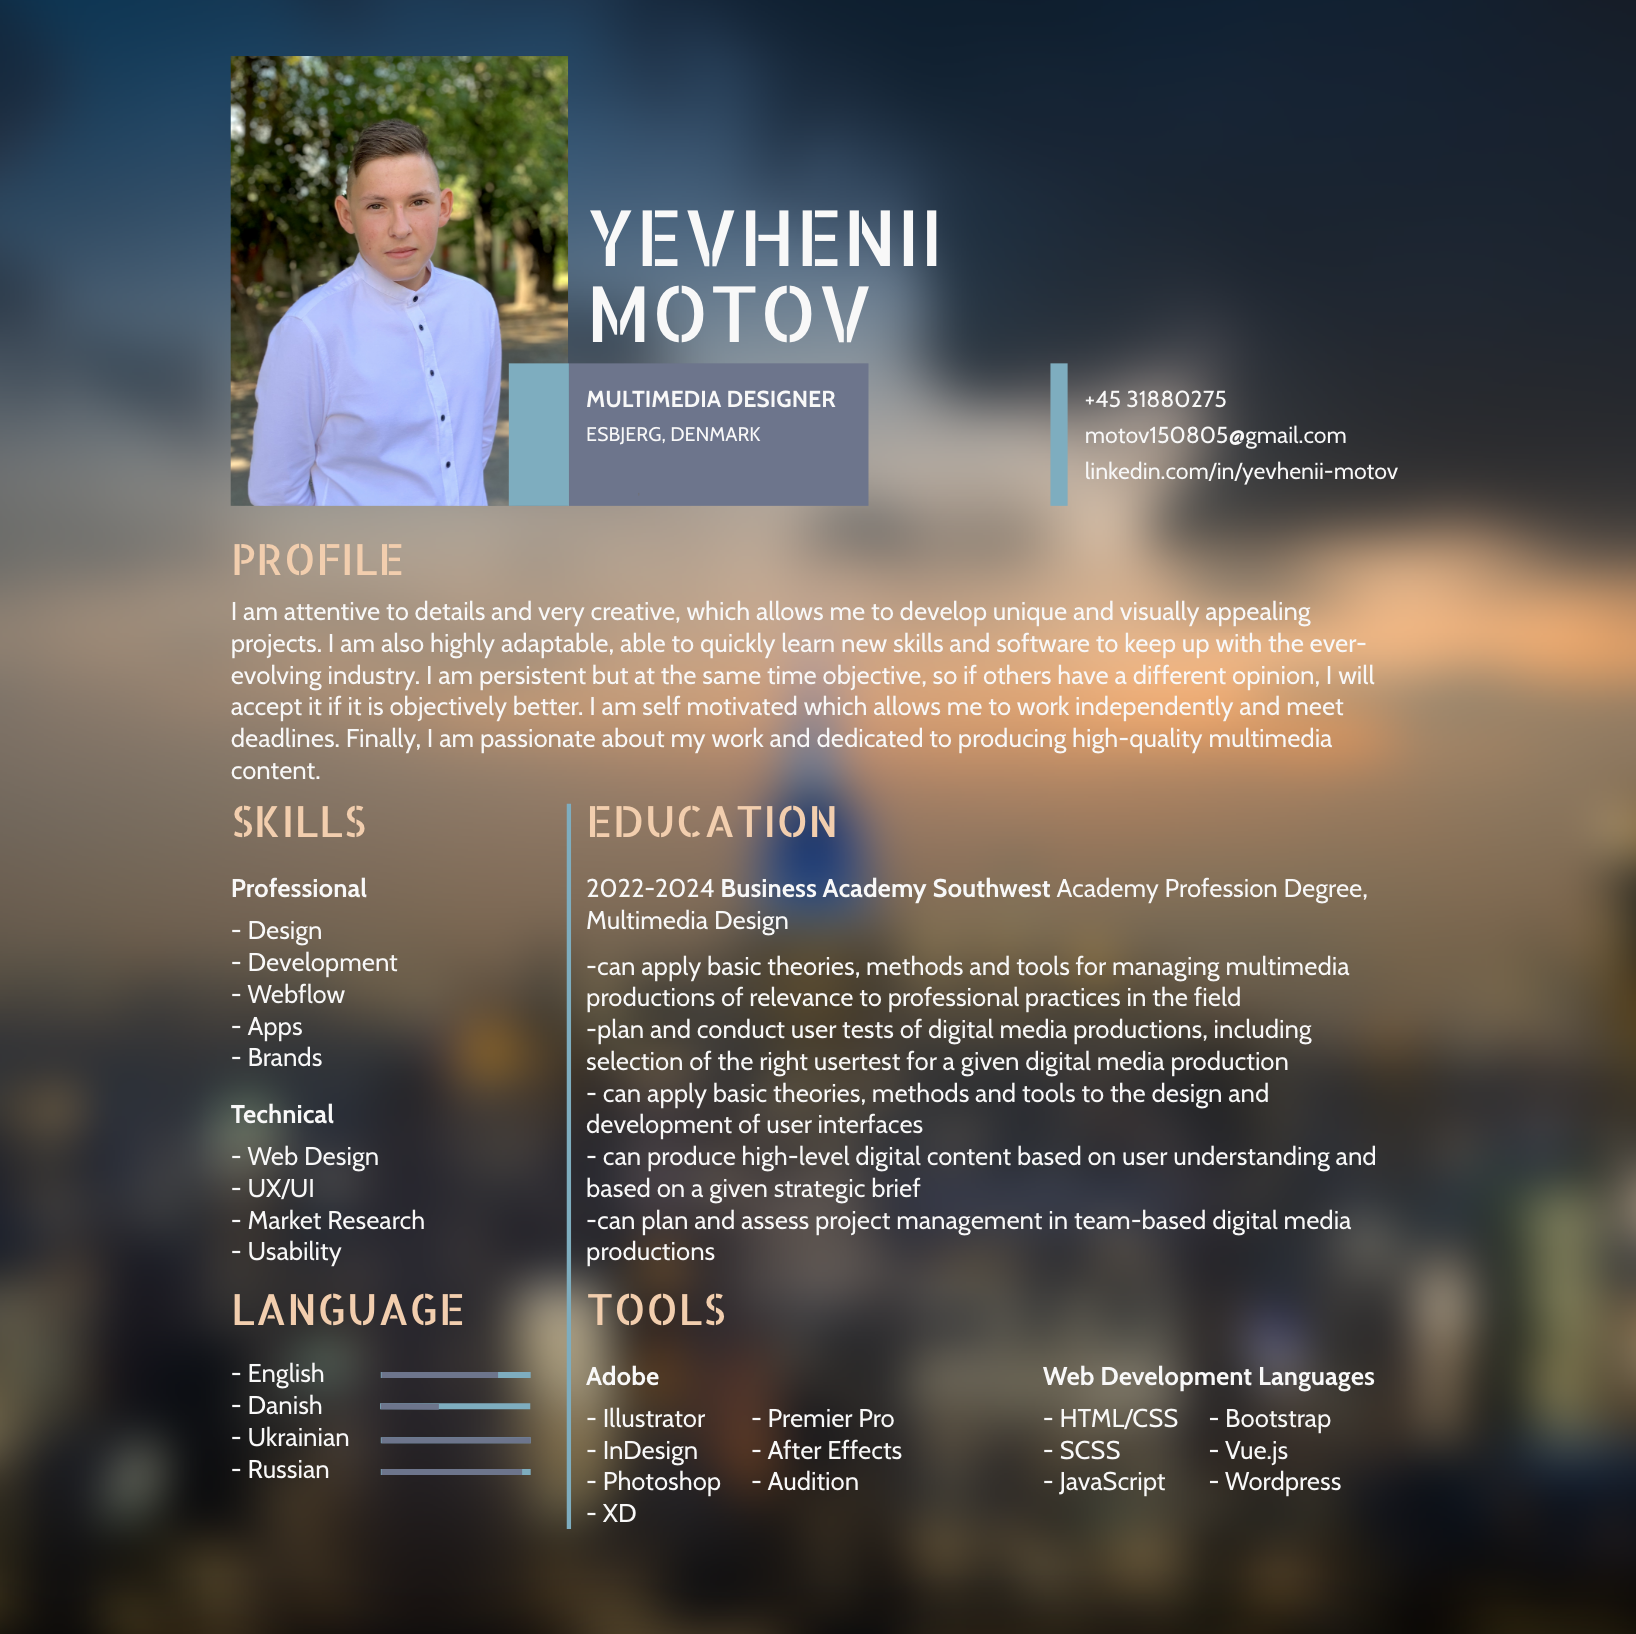 YEVHENII
MOTOV
MULTIMEDIA DESIGNER
ESBJERG, DENMARK
+45 31880275
motov150805@gmail.com
linkedin.com/in/yevhenii-motov
PROFILE
I am attentive to details and very creative, which allows me to develop unique and visually appealing
projects. I am also highly adaptable, able to quickly learn new skills and software to keep up with the ever-
evolving industry. I am persistent but at the same time objective, so if others have a different opinion, I will
accept it if it is objectively better. I am self motivated which allows me to work independently and meet
deadlines. Finally, I am passionate about my work and dedicated to producing high-quality multimedia
content.
SKILLS
Professional
- Design
- Development
- Webflow
- Apps
- Brands
Technical
- Web Design
- UX/UI
- Market Research
- Usability
EDUCATION
2022-2024 Business Academy Southwest Academy Profession Degree,
Multimedia Design
-can apply basic theories, methods and tools for managing multimedia
productions of relevance to professional practices in the field
-plan and conduct user tests of digital media productions, including
selection of the right usertest for a given digital media production
- can apply basic theories, methods and tools to the design and
development of user interfaces
- can produce high-level digital content based on user understanding and
based on a given strategic brief
-can plan and assess project management in team-based digital media
productions
LANGUAGE
- English
- Danish
- Ukrainian
- Russian
TOOLS
Adobe
- Illustrator
- InDesign
- Photoshop
- XD
- Premier Pro
- After Effects
- Audition
Web Development Languages
- HTML/CSS
- SCSS
- JavaScript
- Bootstrap
- Vue.js
- Wordpress